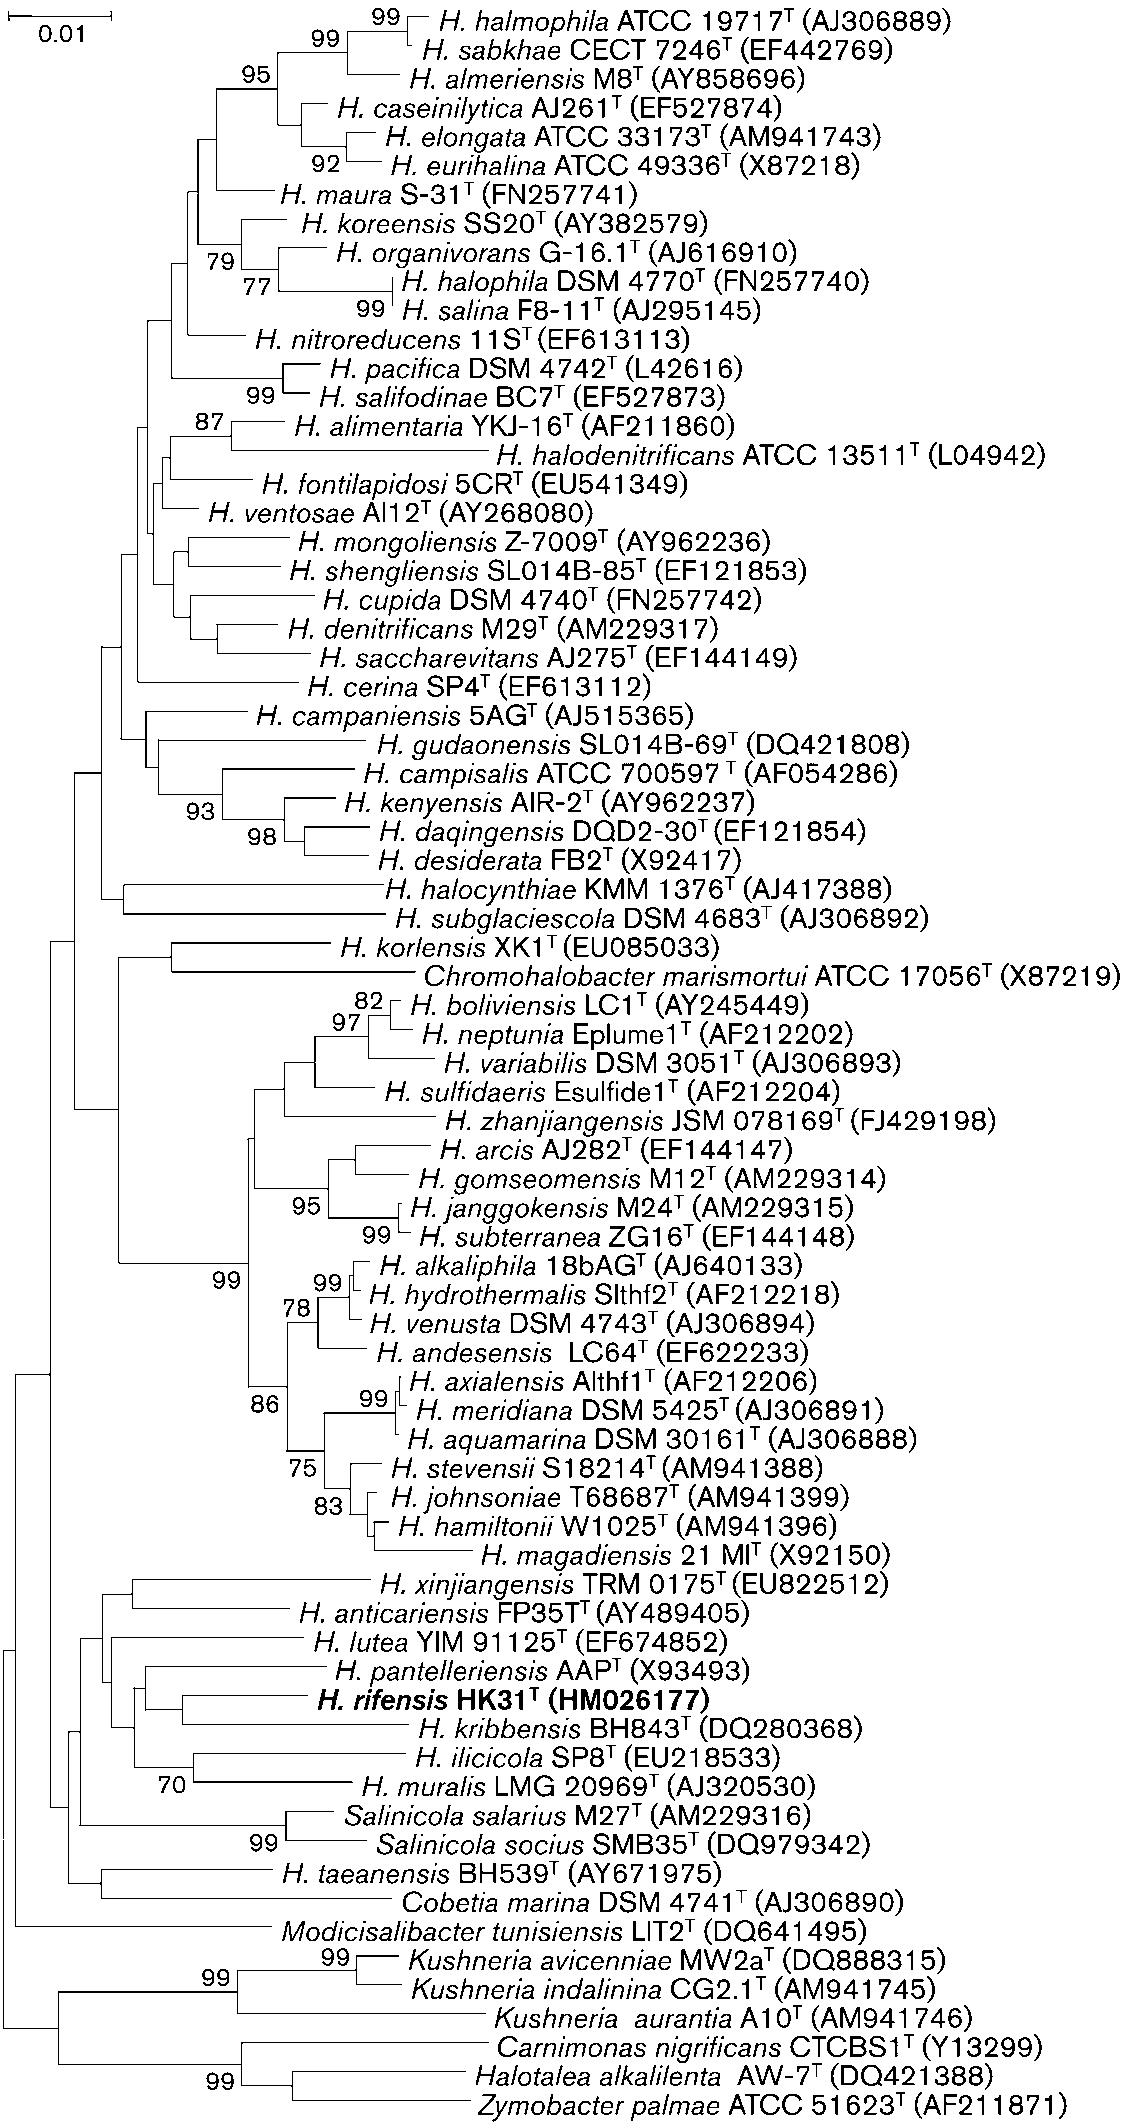 99
H. halmophila ATCC 19717T (AJ306889)
0.01
99
H. sabkhae CECT 7246T (EF442769)
95
H. almeriensis M8T (AY858696)
H. caseinilytica AJ261T (EF527874)
H. elongata ATCC 33173T (AM941743)
92
H. eurihalina ATCC 49336T (X87218)
H. maura S-31T (FN257741)
H. koreensis SS20T (AY382579)
H. organivorans G-16.1T (AJ616910)
79
77
H. halophila DSM 4770T (FN257740)
99
H. salina F8-11T (AJ295145)
H. nitroreducens 11ST (EF613113)
H. pacifica DSM 4742T (L42616)
99
H. salifodinae BC7T (EF527873)
87
H. alimentaria YKJ-16T (AF211860)
H. halodenitrificans ATCC 13511T (L04942)
H. fontilapidosi 5CRT (EU541349)
H. ventosae Al12T (AY268080)
H. mongoliensis Z-7009T (AY962236)
H. shengliensis SL014B-85T (EF121853)
H. cupida DSM 4740T (FN257742)
H. denitrificans M29T (AM229317)
H. saccharevitans AJ275T (EF144149)
H. cerina SP4T (EF613112)
H. campaniensis 5AGT (AJ515365)
H. gudaonensis SL014B-69T (DQ421808)
H. campisalis ATCC 700597 T (AF054286)
93
H. kenyensis AIR-2T (AY962237)
98
H. daqingensis DQD2-30T (EF121854)
H. desiderata FB2T (X92417)
H. halocynthiae KMM 1376T (AJ417388)
H. subglaciescola DSM 4683T (AJ306892)
H. korlensis XK1T (EU085033)
Chromohalobacter marismortui ATCC 17056T (X87219)
82
H. boliviensis LC1T (AY245449)
97
H. neptunia Eplume1T (AF212202)
H. variabilis DSM 3051T (AJ306893)
H. sulfidaeris Esulfide1T (AF212204)
H. zhanjiangensis JSM 078169T (FJ429198)
H. arcis AJ282T (EF144147)
H. gomseomensis M12T (AM229314)
95
H. janggokensis M24T (AM229315)
99
H. subterranea ZG16T (EF144148)
H. alkaliphila 18bAGT (AJ640133)
99
99
H. hydrothermalis Slthf2T (AF212218)
78
H. venusta DSM 4743T (AJ306894)
H. andesensis LC64T (EF622233)
H. axialensis Althf1T (AF212206)
86
99
H. meridiana DSM 5425T (AJ306891)
H. aquamarina DSM 30161T (AJ306888)
75
H. stevensii S18214T (AM941388)
83
H. johnsoniae T68687T (AM941399)
H. hamiltonii W1025T (AM941396)
H. magadiensis 21 MIT (X92150)
H. xinjiangensis TRM 0175T (EU822512)
H. anticariensis FP35TT (AY489405)
H. lutea YIM 91125T (EF674852)
H. pantelleriensis AAPT (X93493)
H. rifensis HK31T (HM026177)
H. kribbensis BH843T (DQ280368)
H. ilicicola SP8T (EU218533)
70
H. muralis LMG 20969T (AJ320530)
Salinicola salarius M27T (AM229316)
99
Salinicola socius SMB35T (DQ979342)
H. taeanensis BH539T (AY671975)
Cobetia marina DSM 4741T (AJ306890)
Modicisalibacter tunisiensis LIT2T (DQ641495)
99
Kushneria avicenniae MW2aT (DQ888315)
99
Kushneria indalinina CG2.1T (AM941745)
Kushneria aurantia A10T (AM941746)
Carnimonas nigrificans CTCBS1T (Y13299)
99
Halotalea alkalilenta AW-7T (DQ421388)
Zymobacter palmae ATCC 51623T (AF211871)